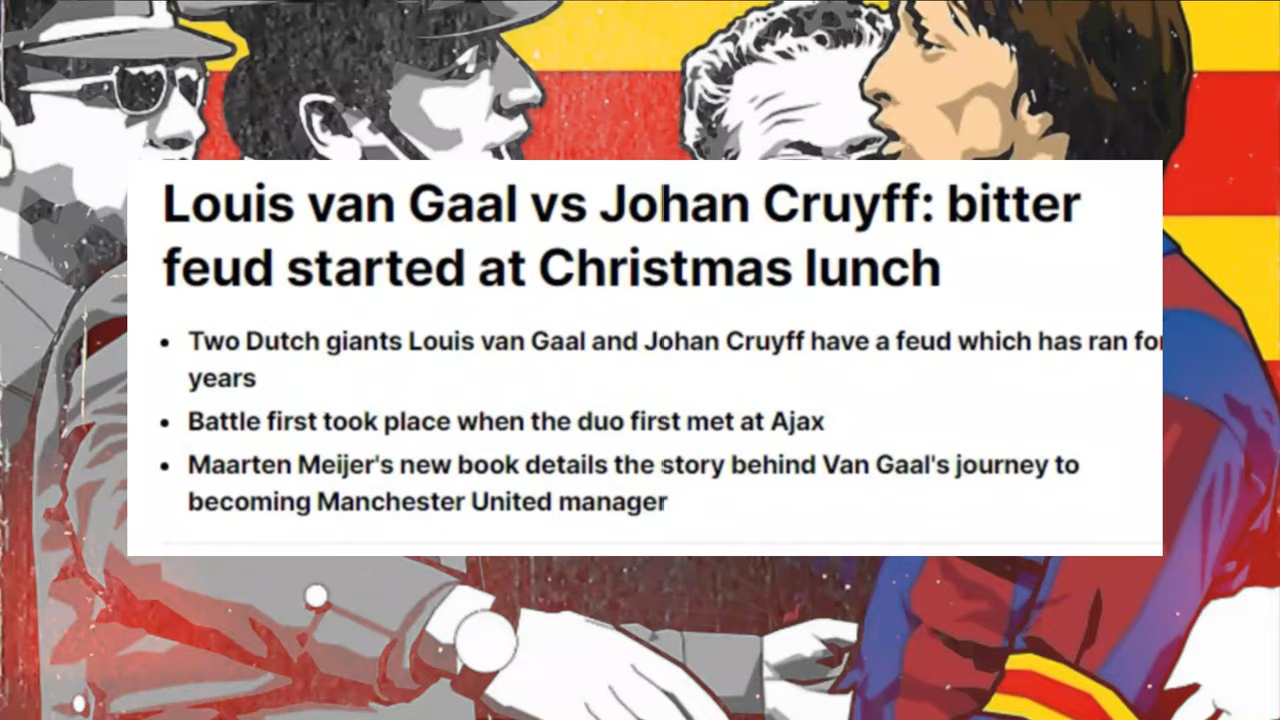 Louis van Gaal vs Johan Cruyff: bitter
feud started at Christmas lunch
Two Dutch giants Louis van Gaal and Johan Cruyff have a feud which has ran for
years
Battle first took place when the duo first met at Ajax
Maarten Meijer's new book details the story behind Van Gaal's journey to
becoming Manchester United manager